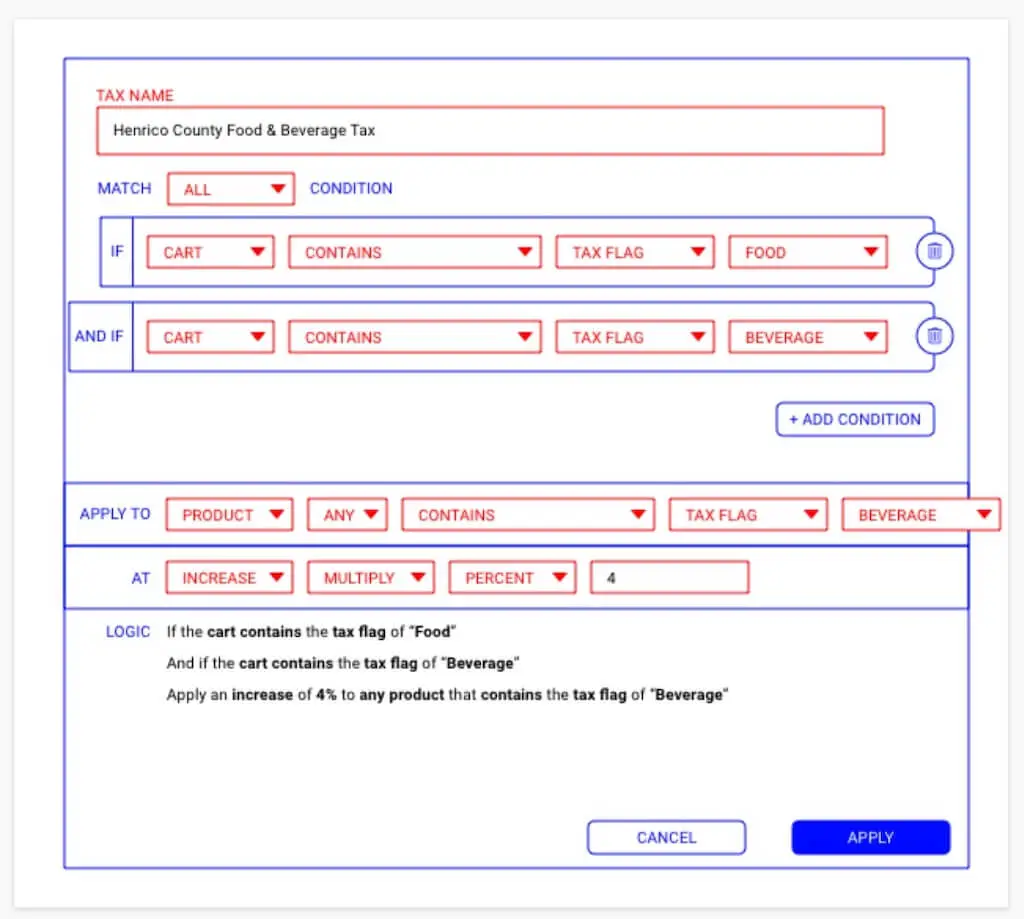 TAX NAME
Henrico County Food & Beverage Tax
MATCH ALL CONDITION
IF CART CONTAINS TAX FLAG FOOD
AND IF CART CONTAINS TAX FLAG BEVERAGE
+ ADD CONDITION
APPLY TO PRODUCT ANY CONTAINS TAX FLAG BEVERAGE
AT INCREASE MULTIPLY PERCENT 4
LOGIC If the cart contains the tax flag of "Food"
And if the cart contains the tax flag of "Beverage"
Apply an increase of 4% to any product that contains the tax flag of "Beverage"
CANCEL APPLY